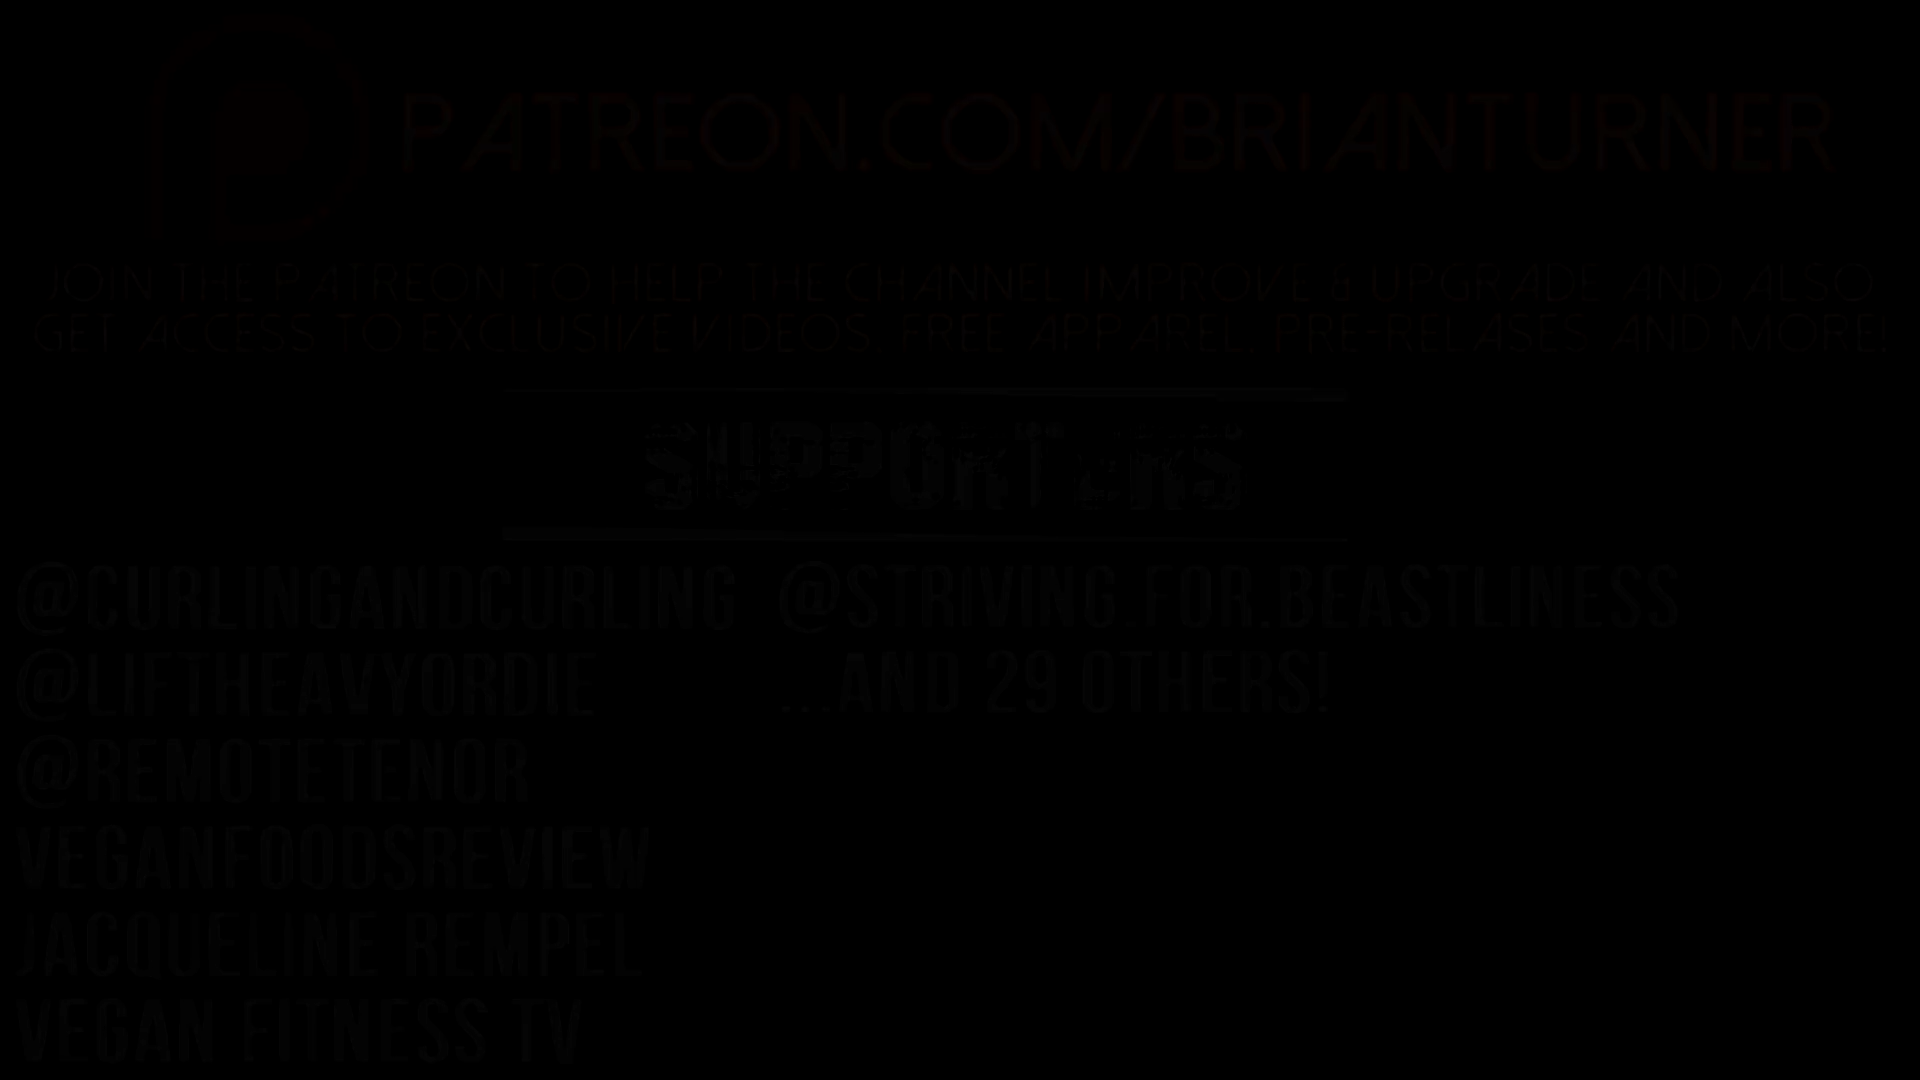 PATREON.COM/BRIANTURNER
JOIN THE PATREON TO HELP THE CHANNEL IMPROVE & UPGRADE AND ALSO
GET ACCESS TO EXCLUSIVE VIDEOS, FREE APPAREL, PRE-RELASES AND MORE!
SUPPORTERS
@CURLINGANDCURLING
@LIFTHEAVYORDIE
@REMOTETENOR
VEGANFOODSREVIEW
JACQUELINE REMPEL
VEGAN FITNESS TV
@STRIVING.FOR.BEASTLINESS
...AND 29 OTHERS!